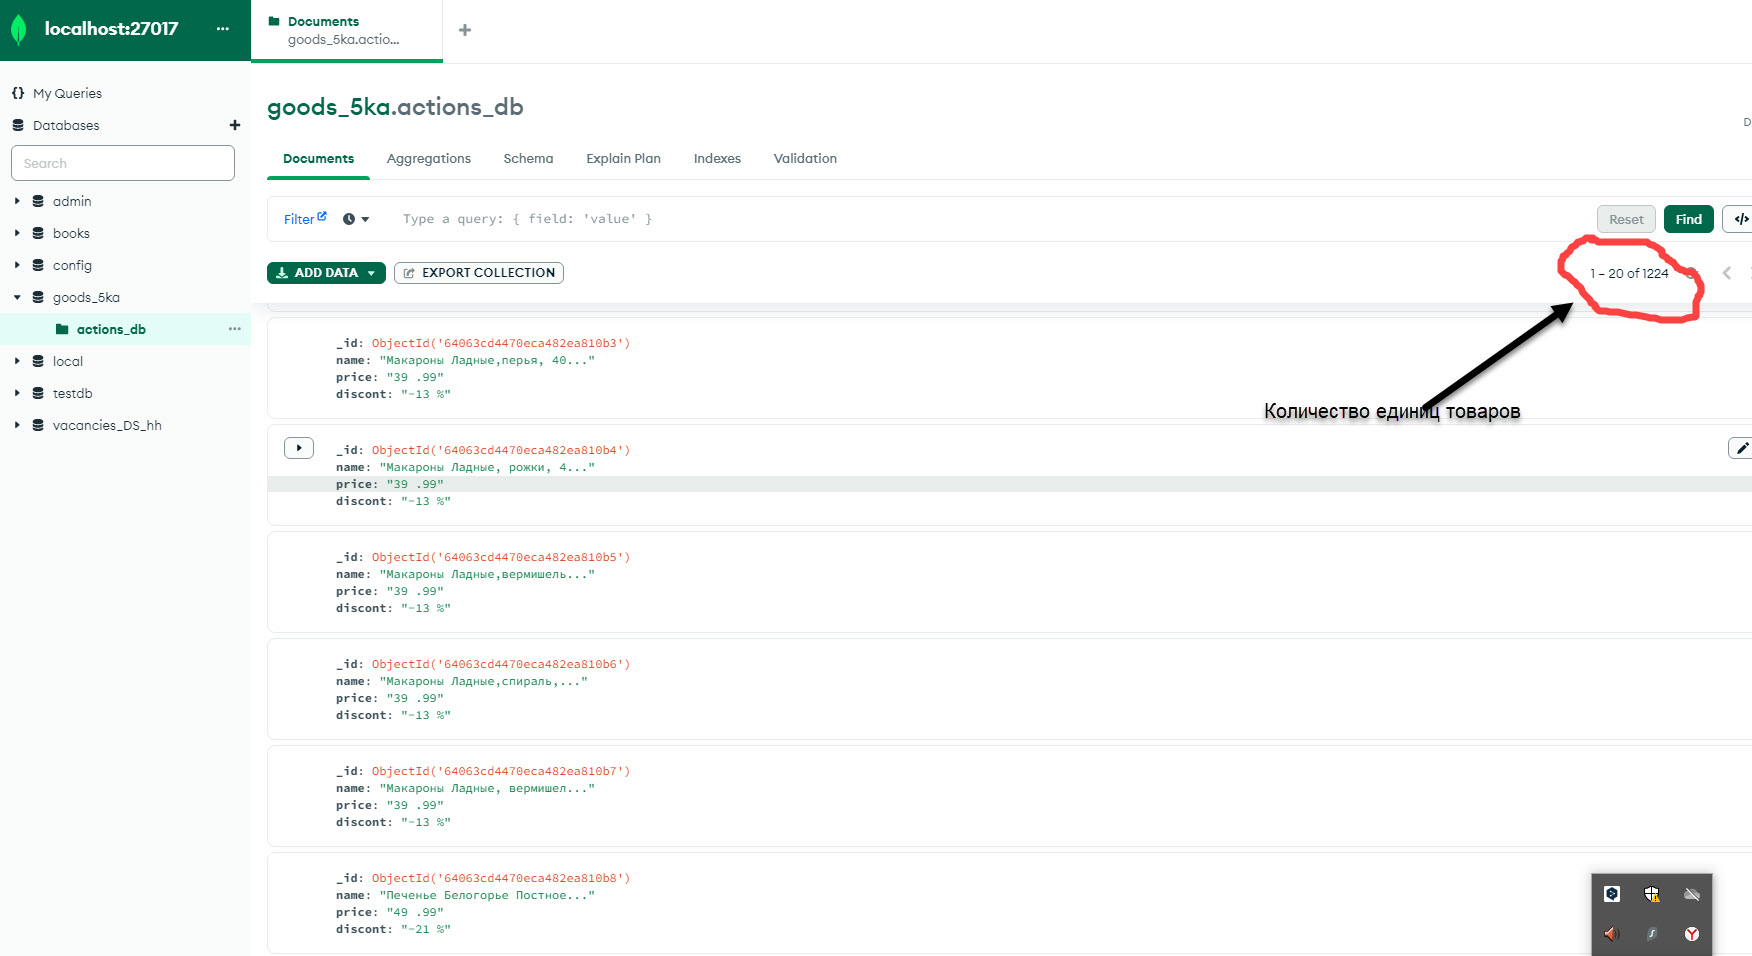 localhost:27017
...
Documents
goods_5ka.actio...
+
{} My Queries
Databases
+
Search
admin
books
config
goods_5ka
actions_db
...
local
testdb
vacancies_DS_hh
goods_5ka.actions_db
D
Documents Aggregations Schema Explain Plan Indexes Validation
Filter
Type a query: { field: 'value' }
Reset
Find
</>
ADD DATA
EXPORT COLLECTION
1 – 20 of 1224
Количество единиц товаров
_id: ObjectId('64063cd4470eca482ea810b3')
name: "Макароны Ладные,перья, 40..."
price: "39 .99"
discont: "-13 %"
_id: ObjectId('64063cd4470eca482ea810b4')
name: "Макароны Ладные, рожки, 4..."
price: "39 .99"
discont: "-13 %"
_id: ObjectId('64063cd4470eca482ea810b5')
name: "Макароны Ладные,вермишель..."
price: "39 .99"
discont: "-13 %"
_id: ObjectId('64063cd4470eca482ea810b6')
name: "Макароны Ладные,спираль,..."
price: "39 .99"
discont: "-13 %"
_id: ObjectId('64063cd4470eca482ea810b7')
name: "Макароны Ладные, вермишел..."
price: "39 .99"
discont: "-13 %"
_id: ObjectId('64063cd4470eca482ea810b8')
name: "Печенье Белогорье Постное..."
price: "49 .99"
discont: "-21 %"